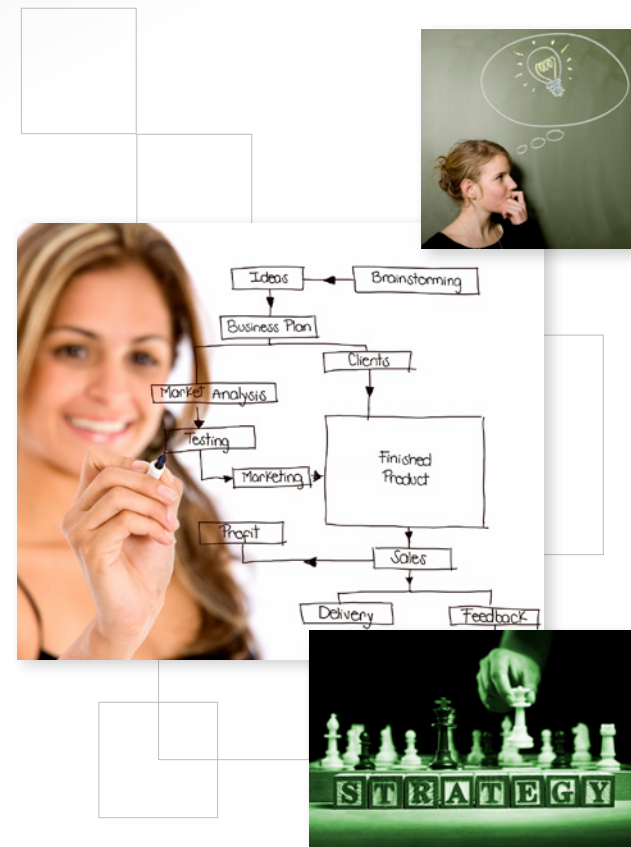 Ideas
Brainstorming
Business Plan
Clients
Market Analysis
Testing
Finished
Product
Marketing
Profit
Sales
Delivery
Feedback
STRATEGY